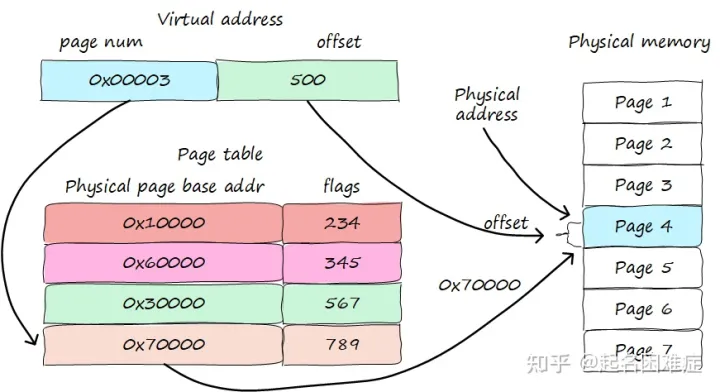 Virtual address
page num
offset
0x00003
500
Page table
Physical page base addr
flags
0x10000
234
0x60000
345
0x30000
567
0x70000
789
Physical
address
offset
0x70000
Physical memory
Page 1
Page 2
Page 3
Page 4
Page 5
Page 6
Page 7
知乎 @起名困难症